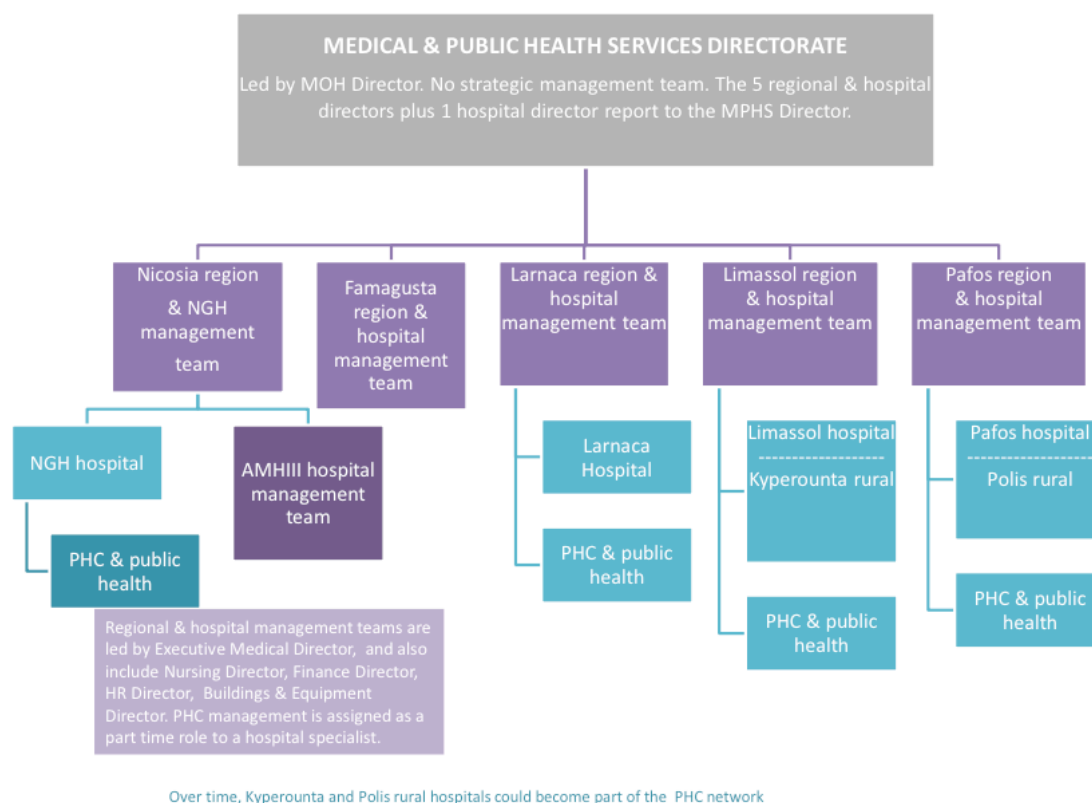 MEDICAL & PUBLIC HEALTH SERVICES DIRECTORATE
Led by MOH Director. No strategic management team. The 5 regional & hospital
directors plus 1 hospital director report to the MPHS Director.
Nicosia region
& NGH
management
team
Famagusta
region &
hospital
management
team
Larnaca region &
hospital
management team
Limassol region
& hospital
management team
Pafos region
& hospital
management team
NGH hospital
AMHIII hospital
management
team
Larnaca
Hospital
Limassol hospital
------------------
Kyperounta rural
Pafos hospital
--------------------
Polis rural
PHC & public
health
PHC & public
health
PHC & public
health
PHC & public
health
Regional & hospital management teams are
led by Executive Medical Director, and also
include Nursing Director, Finance Director,
HR Director, Buildings & Equipment
Director. PHC management is assigned as a
part time role to a hospital specialist.
Over time, Kyperounta and Polis rural hospitals could become part of the PHC network